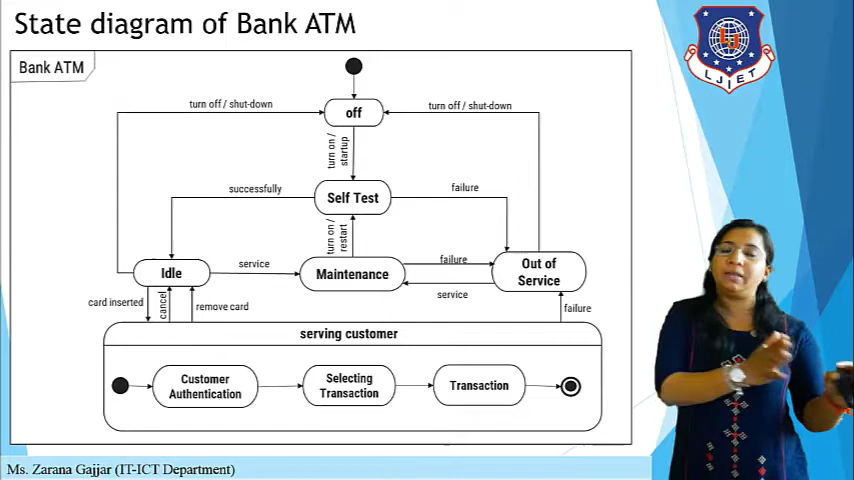 State diagram of Bank ATM
LJ
LJIET
Bank ATM
turn off / shut-down
turn off / shut-down
off
turn on /
startup
successfully
Self Test
failure
turn on /
restart
Idle
service
Maintenance
failure
service
Out of
Service
card inserted
cancel
remove card
failure
serving customer
Customer
Authentication
Selecting
Transaction
Transaction
Ms. Zarana Gajjar (IT-ICT Department)